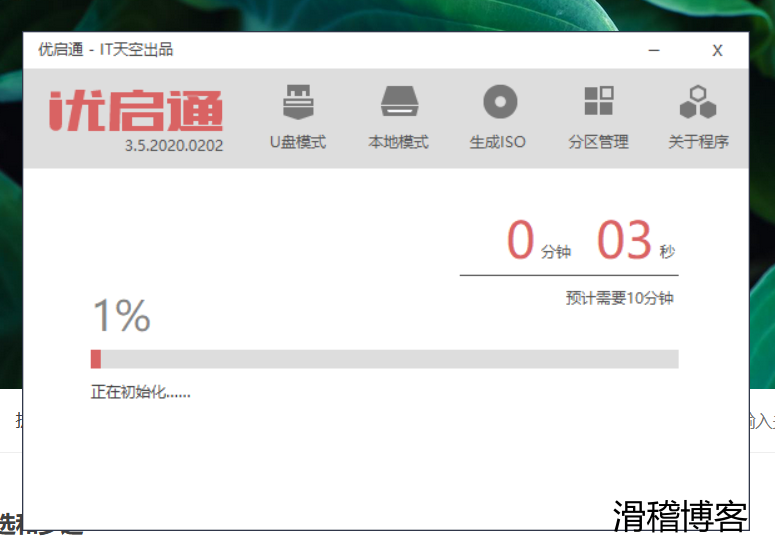 优启通 - IT天空出品
优启通
3.5.2020.0202
U盘模式
本地模式
生成ISO
分区管理
关于程序
0 分钟 03 秒
预计需要10分钟
1%
正在初始化......
输入
滑稽博客